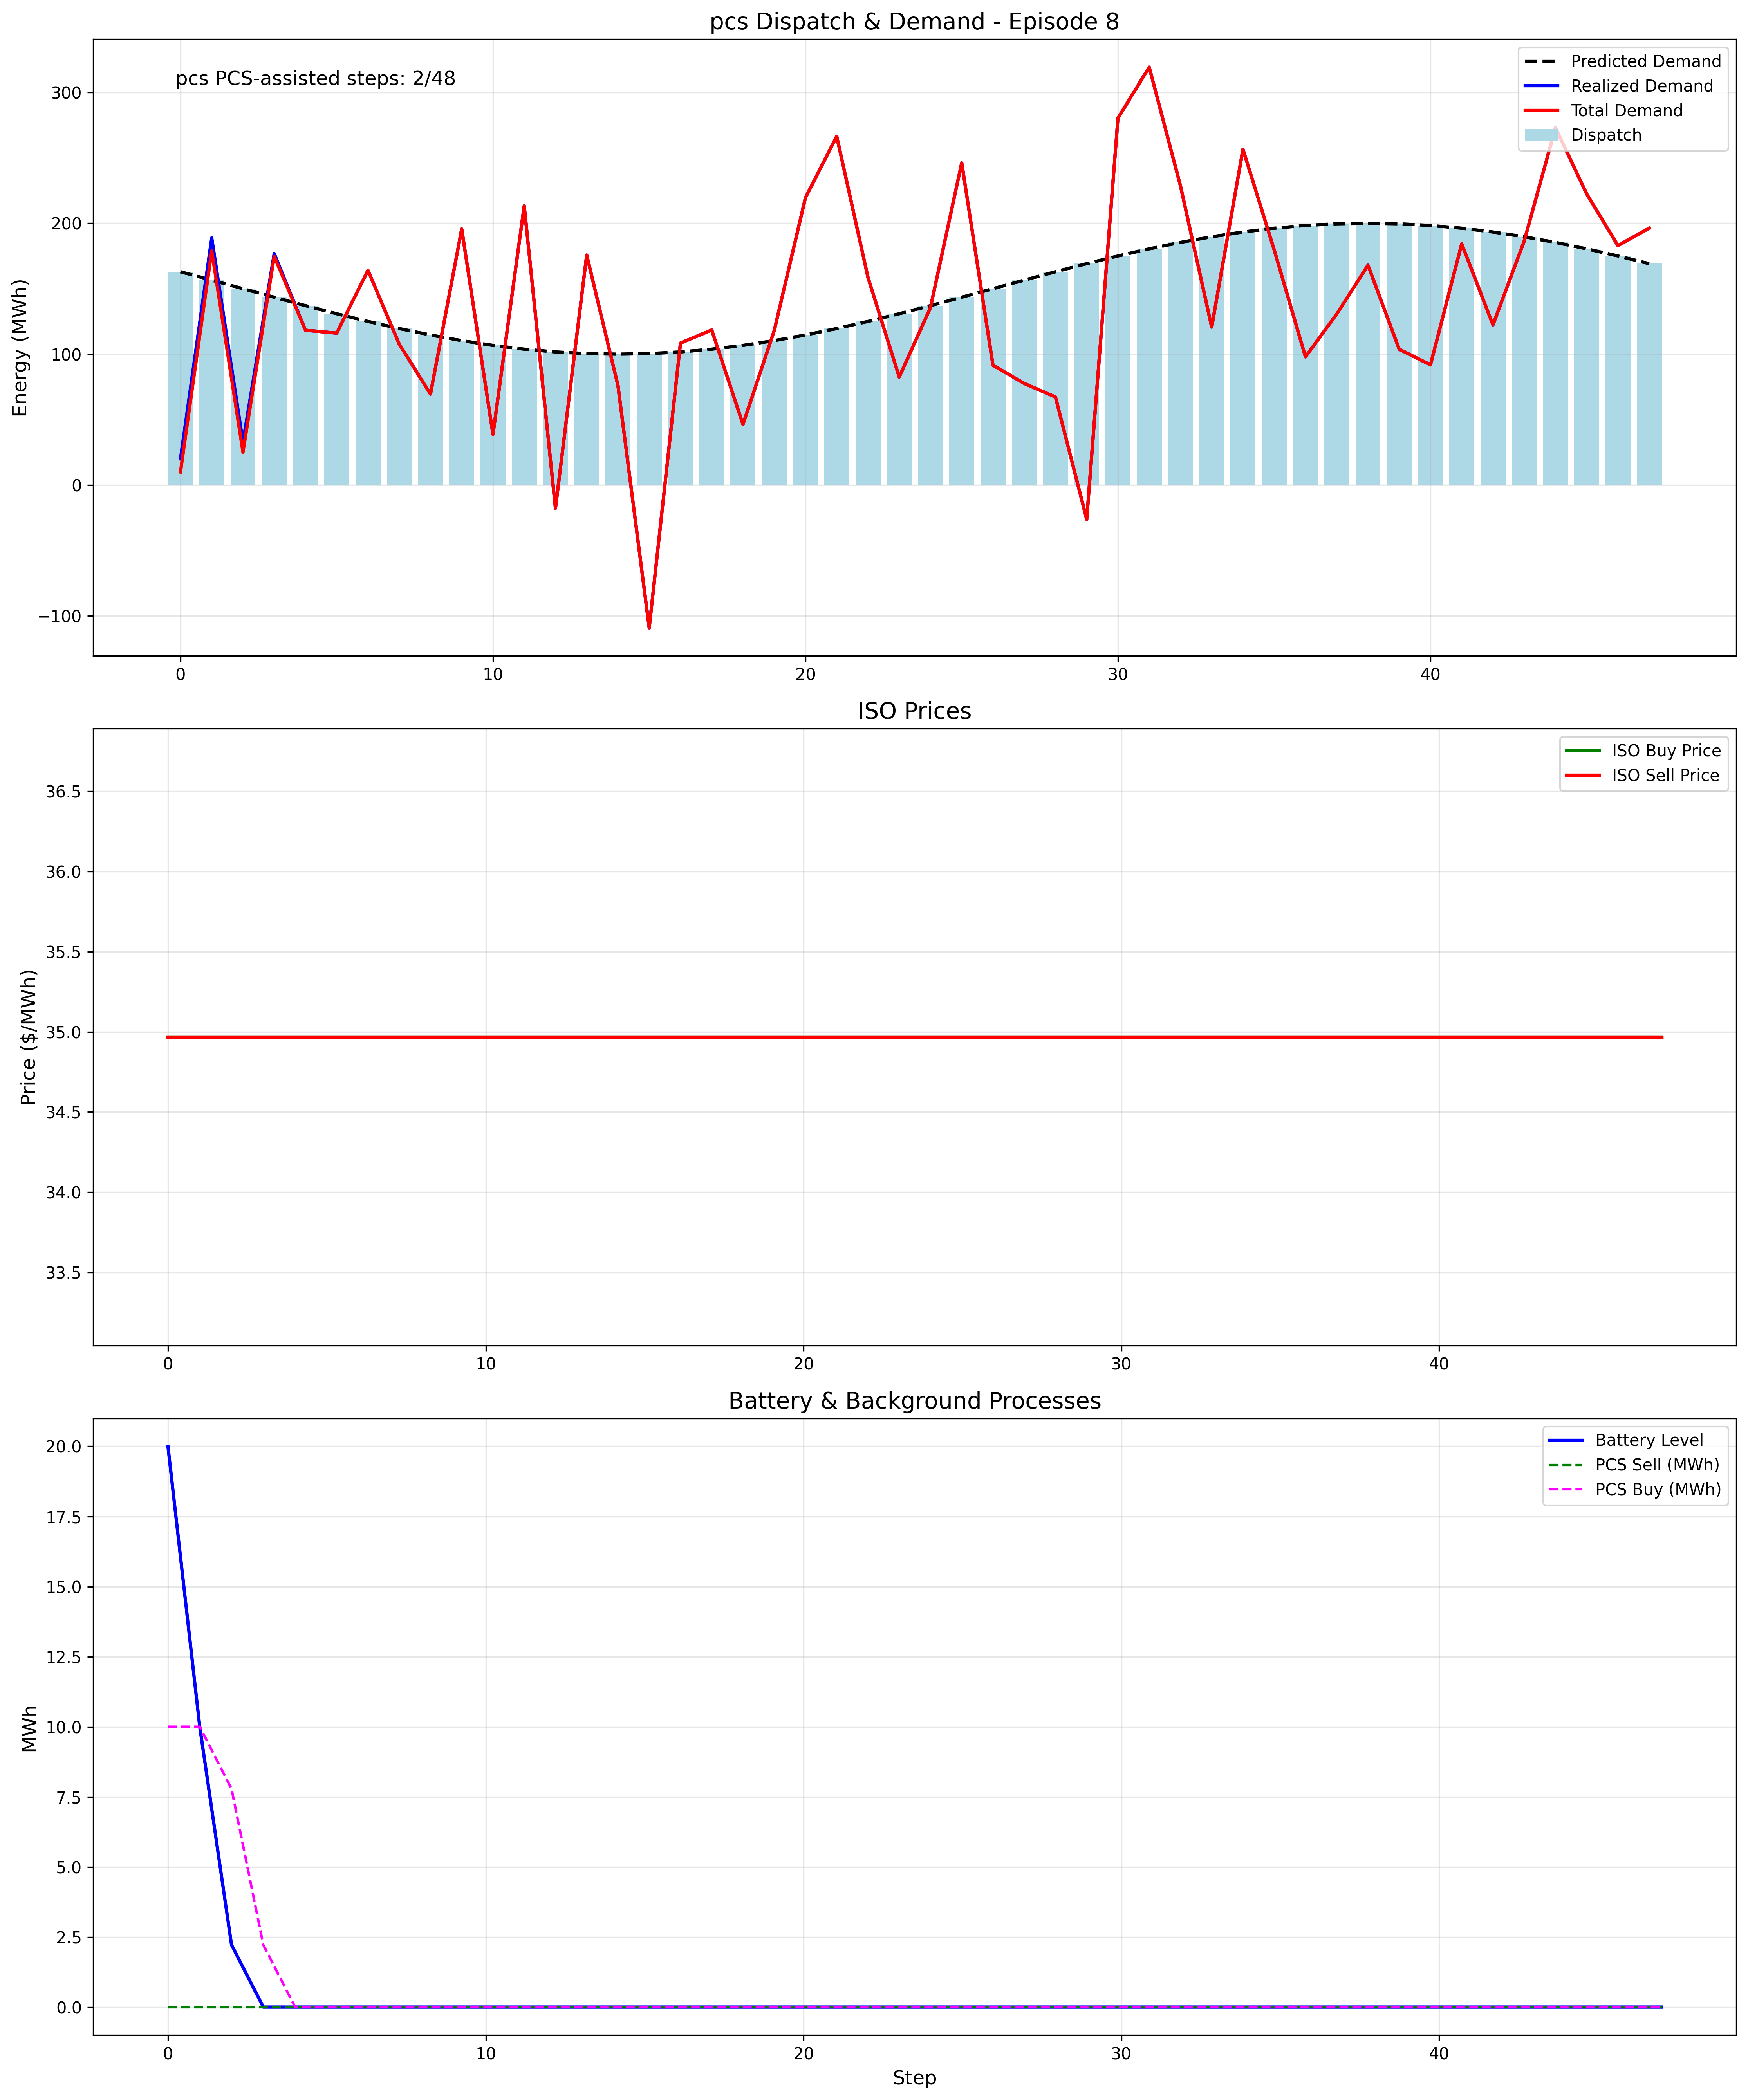 pcs Dispatch & Demand - Episode 8
pcs PCS-assisted steps: 2/48
Predicted Demand
Realized Demand
Total Demand
Dispatch
Energy (MWh)
300
200
100
0
−100
0 10 20 30 40
ISO Prices
ISO Buy Price
ISO Sell Price
Price ($/MWh)
36.5
36.0
35.5
35.0
34.5
34.0
33.5
0 10 20 30 40
Battery & Background Processes
Battery Level
PCS Sell (MWh)
PCS Buy (MWh)
MWh
20.0
17.5
15.0
12.5
10.0
7.5
5.0
2.5
0.0
0 10 20 30 40
Step